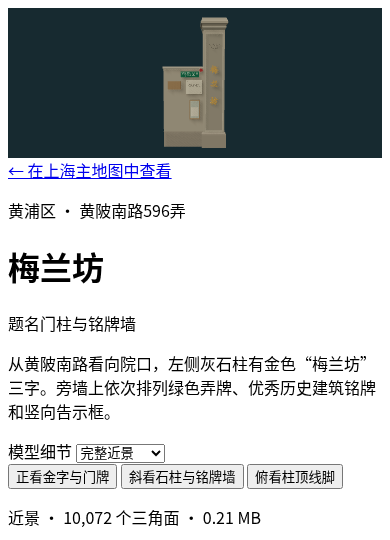 ← 在上海主地图中查看
黄浦区 · 黄陂南路596弄
梅兰坊
题名门柱与铭牌墙
从黄陂南路看向院口，左侧灰石柱有金色“梅兰坊”
三字。旁墙上依次排列绿色弄牌、优秀历史建筑铭牌
和竖向告示框。
模型细节 完整近景
正看金字与门牌 斜看石柱与铭牌墙 俯看柱顶线脚
近景 · 10,072 个三角面 · 0.21 MB